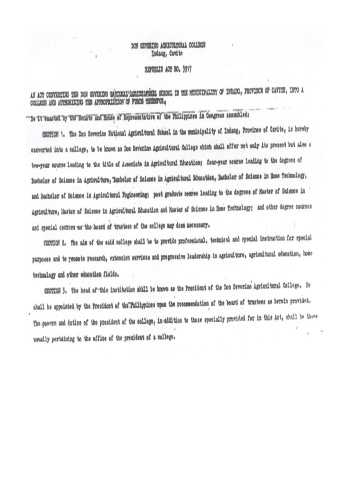 DON SEVERINO AGRICULTURAL COLLEGE
Indang, Cavite
REPUBLIC ACT NO. 3917
AN ACT CONVERTING THE DON SEVERINO NATIONAL AGRICULTURAL SCHOOL IN THE MUNICIPALITY OF INDANG, PROVINCE OF CAVITE, INTO A
COLLEGE AND AUTHORIZING THE APPROPRIATION OF FUNDS THEREFOR.
Be it enacted by the Senate and House of Representative of the Philippines in Congress assembled:
SECTION 1. The Don Severino National Agricultural School in the municipality of Indang, Province of Cavite, is hereby
converted into a college, to be known as Don Severino Agricultural College which shall offer not only its present but also a
two-year course leading to the title of Associate in Agricultural Education; four-year course leading to the degrees of
Bachelor of Science in Agriculture, Bachelor of Science in Agricultural Education, Bachelor of Science in Home Technology,
and Bachelor of Science in Agricultural Engineering; post graduate course leading to the degrees of Master of Science in
Agriculture, Master of Science in Agricultural Education and Master of Science in Home Technology; and other degree courses
and special courses as the board of trustees of the college may deem necessary.
SECTION 2. The aim of the said college shall be to provide professional, technical and special instruction for special
purposes and to promote research, extension services and progressive leadership in agriculture, agricultural education, home
technology and other education fields.
SECTION 3. The head of this institution shall be known as the President of the Don Severino Agricultural College. He
shall be appointed by the President of the Philippines upon the recommendation of the board of trustees as herein provided.
The powers and duties of the president of the college, in addition to those specially provided for in this Act, shall be those
usually pertaining to the office of the president of a college.